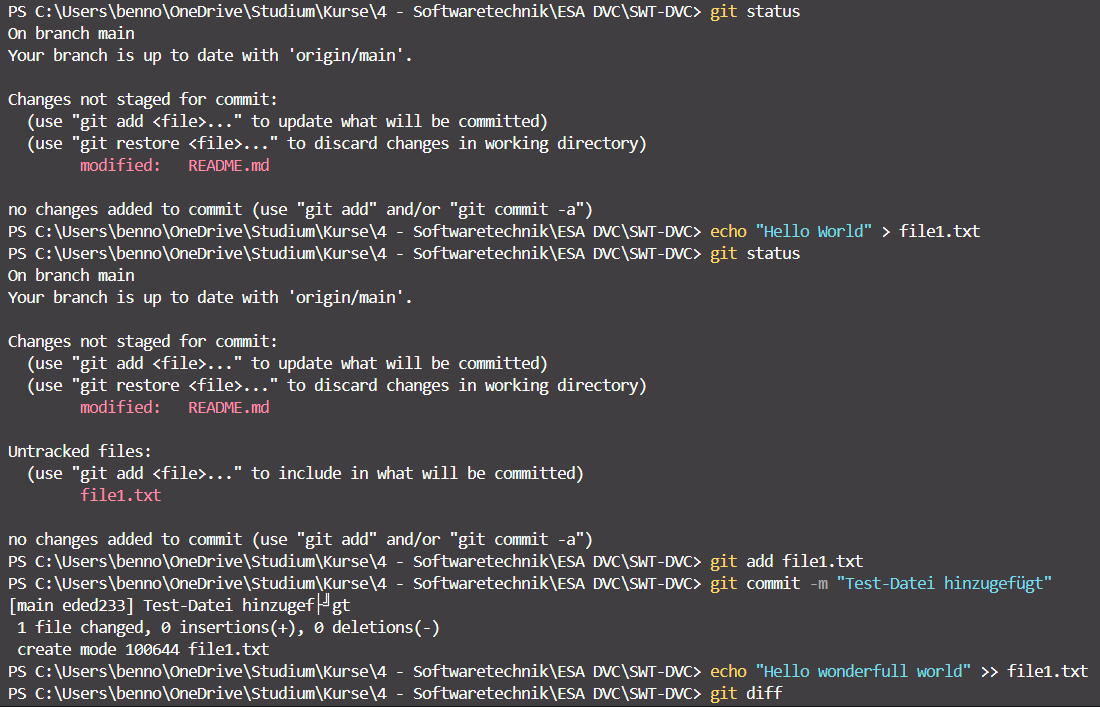 PS C:\Users\benno\OneDrive\Studium\Kurse\4 - Softwaretechnik\ESA DVC\SWT-DVC> git status
On branch main
Your branch is up to date with 'origin/main'.
Changes not staged for commit:
(use "git add <file>..." to update what will be committed)
(use "git restore <file>..." to discard changes in working directory)
modified: README.md
no changes added to commit (use "git add" and/or "git commit -a")
PS C:\Users\benno\OneDrive\Studium\Kurse\4 - Softwaretechnik\ESA DVC\SWT-DVC> echo "Hello World" > file1.txt
PS C:\Users\benno\OneDrive\Studium\Kurse\4 - Softwaretechnik\ESA DVC\SWT-DVC> git status
On branch main
Your branch is up to date with 'origin/main'.
Changes not staged for commit:
(use "git add <file>..." to update what will be committed)
(use "git restore <file>..." to discard changes in working directory)
modified: README.md
Untracked files:
(use "git add <file>..." to include in what will be committed)
file1.txt
no changes added to commit (use "git add" and/or "git commit -a")
PS C:\Users\benno\OneDrive\Studium\Kurse\4 - Softwaretechnik\ESA DVC\SWT-DVC> git add file1.txt
PS C:\Users\benno\OneDrive\Studium\Kurse\4 - Softwaretechnik\ESA DVC\SWT-DVC> git commit -m "Test-Datei hinzugefügt"
[main eded233] Test-Datei hinzugef├╝gt
1 file changed, 0 insertions(+), 0 deletions(-)
create mode 100644 file1.txt
PS C:\Users\benno\OneDrive\Studium\Kurse\4 - Softwaretechnik\ESA DVC\SWT-DVC> echo "Hello wonderfull world" >> file1.txt
PS C:\Users\benno\OneDrive\Studium\Kurse\4 - Softwaretechnik\ESA DVC\SWT-DVC> git diff